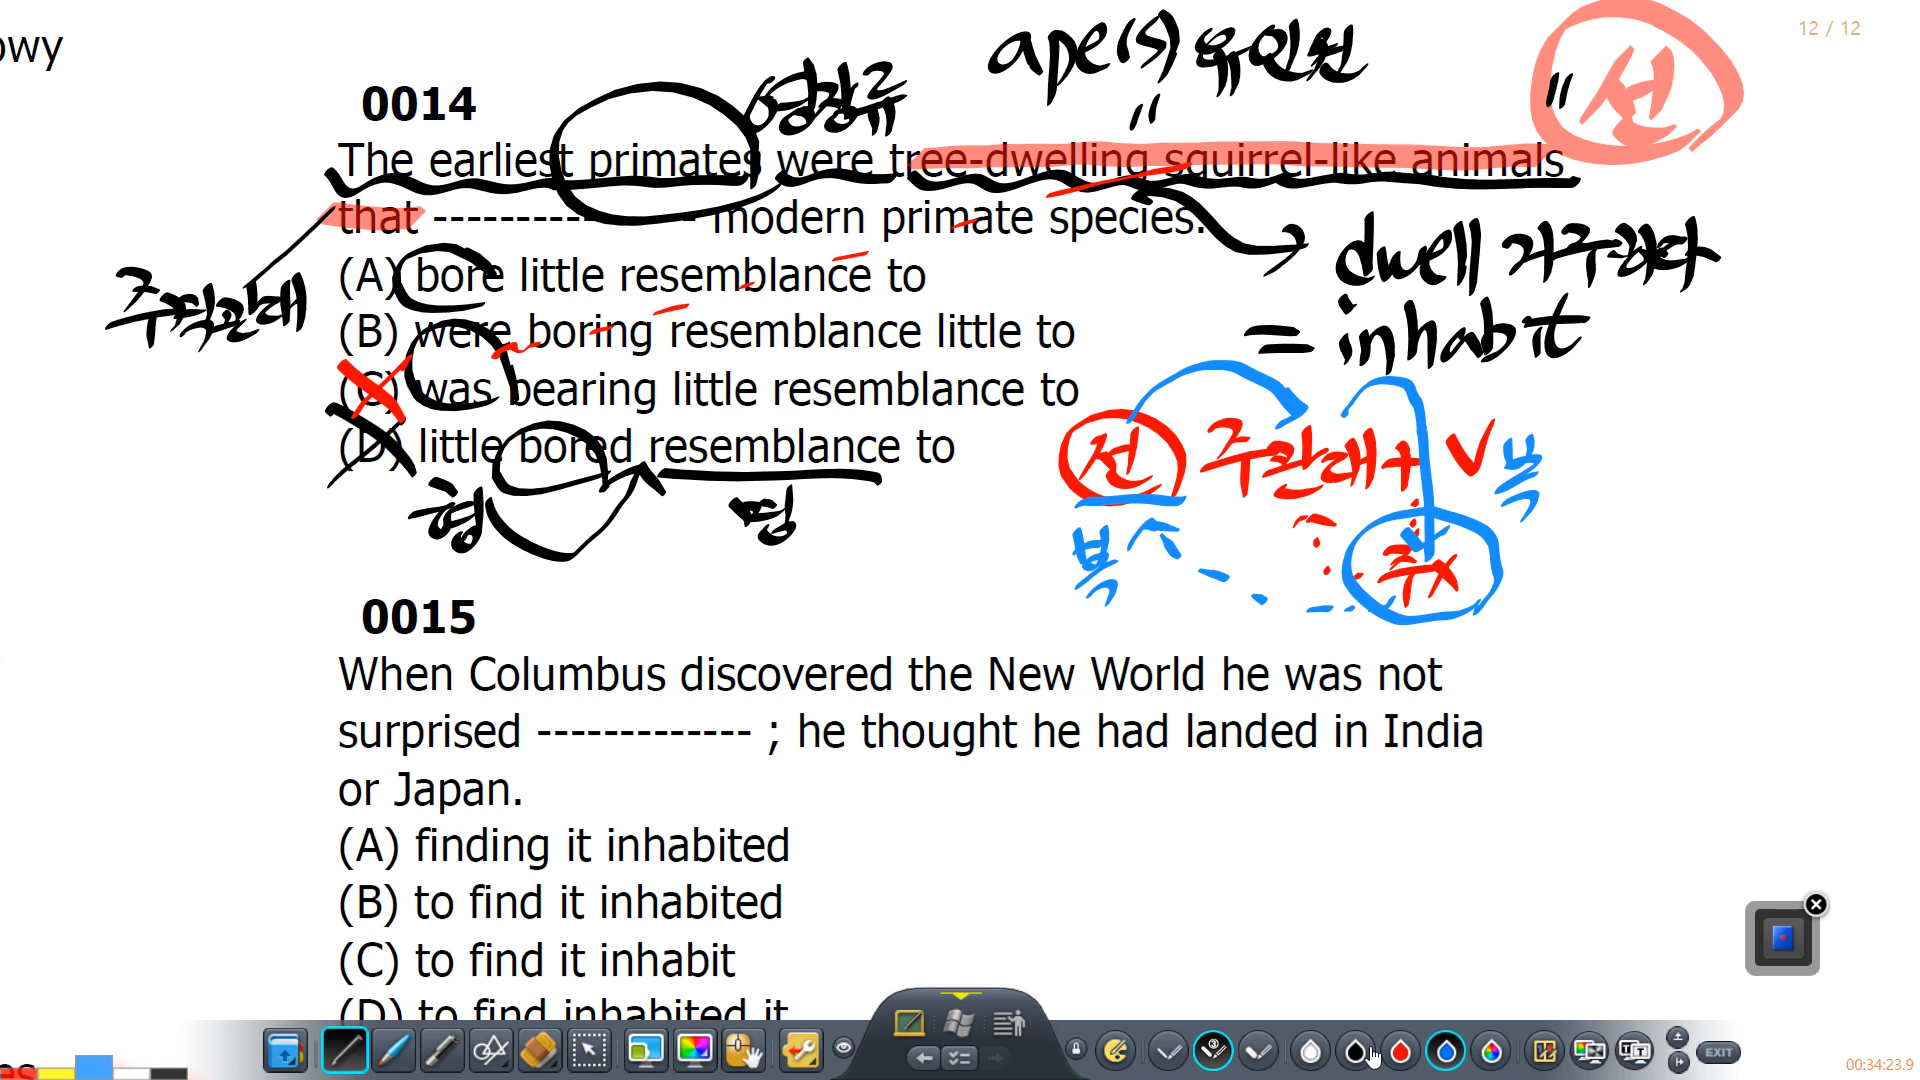 owy
12 / 12
ape(s) 유인원
영장류
선
0014
The earliest primates were tree-dwelling squirrel-like animals
that ---------------- modern primate species.
dwell 거주하다
= inhabit
주격관대
(A) bore little resemblance to
(B) were boring resemblance little to
(C) was bearing little resemblance to
(D) little bored resemblance to
형
명
선 주관대 + V
복
복
주x
0015
When Columbus discovered the New World he was not
surprised ------------- ; he thought he had landed in India
or Japan.
(A) finding it inhabited
(B) to find it inhabited
(C) to find it inhabit
(D) to find inhabited it
EXIT
00:34:23.9